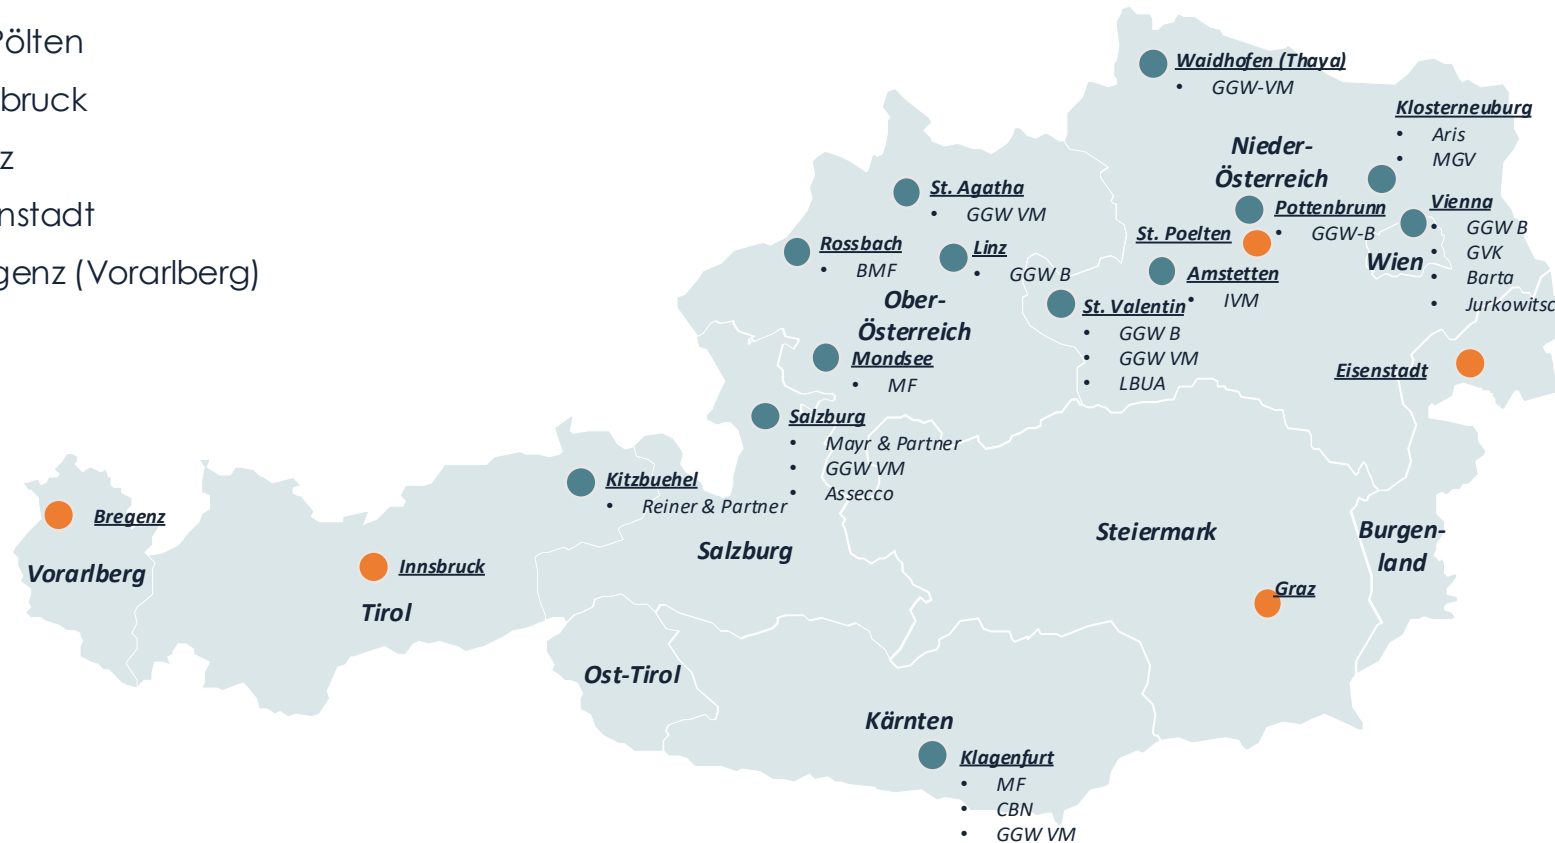 Pölten
bruck
z
nstadt
genz (Vorarlberg)
Waidhofen (Thaya)
• GGW-VM
Klosterneuburg
• Aris
• MGV
Nieder-
Österreich
St. Agatha
• GGW VM
Vienna
• GGW B
• GVK
• Barta
• Jurkowitsc
Pottenbrunn
• GGW-B
St. Poelten
Wien
Rossbach
• BMF
Linz
• GGW B
Amstetten
• IVM
Ober-
Österreich
St. Valentin
• GGW B
• GGW VM
• LBUA
Mondsee
• MF
Eisenstadt
Salzburg
• Mayr & Partner
• GGW VM
• Assecco
Kitzbuehel
• Reiner & Partner
Bregenz
Vorarlberg
Innsbruck
Tirol
Salzburg
Steiermark
Burgen-
land
Graz
Ost-Tirol
Kärnten
Klagenfurt
• MF
• CBN
• GGW VM